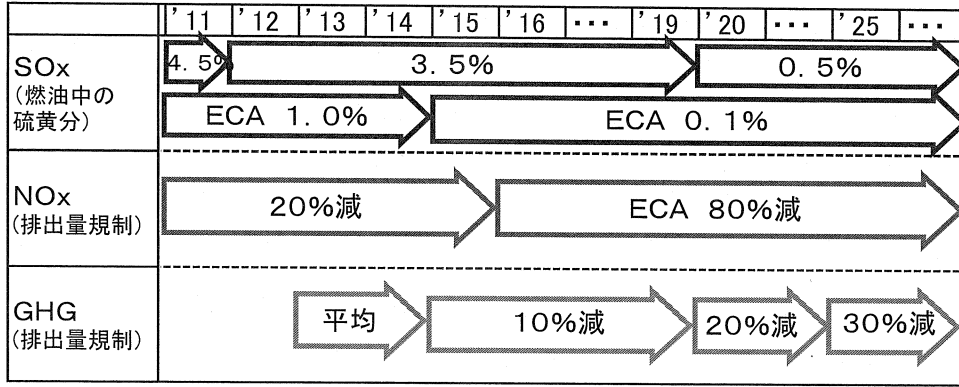 '11 '12 '13 '14 '15 '16 ・・・ '19 '20 ・・・ '25 ・・・
SOx
(燃油中の
硫黄分)
4.5% 3.5% 0.5%
ECA 1.0% ECA 0.1%
NOx
(排出量規制)
20%減 ECA 80%減
GHG
(排出量規制)
平均 10%減 20%減 30%減